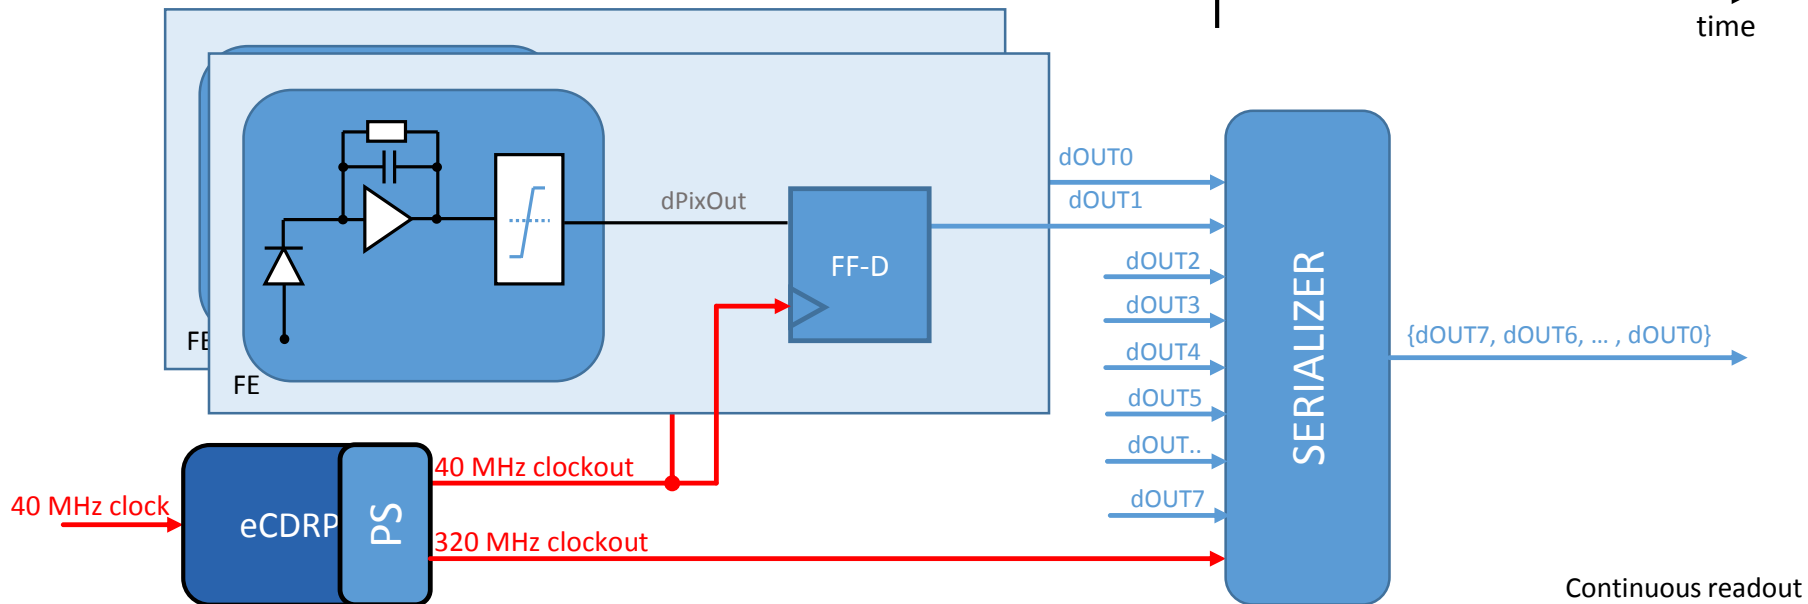 time
dOUT0
dPixOut
dOUT1
FF-D
dOUT2
dOUT3
FE
dOUT4
{dOUT7, dOUT6, ... , dOUT0}
FE
dOUT5
SERIALIZER
dOUT..
40 MHz clockout
40 MHz clock
dOUT7
eCDRP
PS
320 MHz clockout
Continuous readout